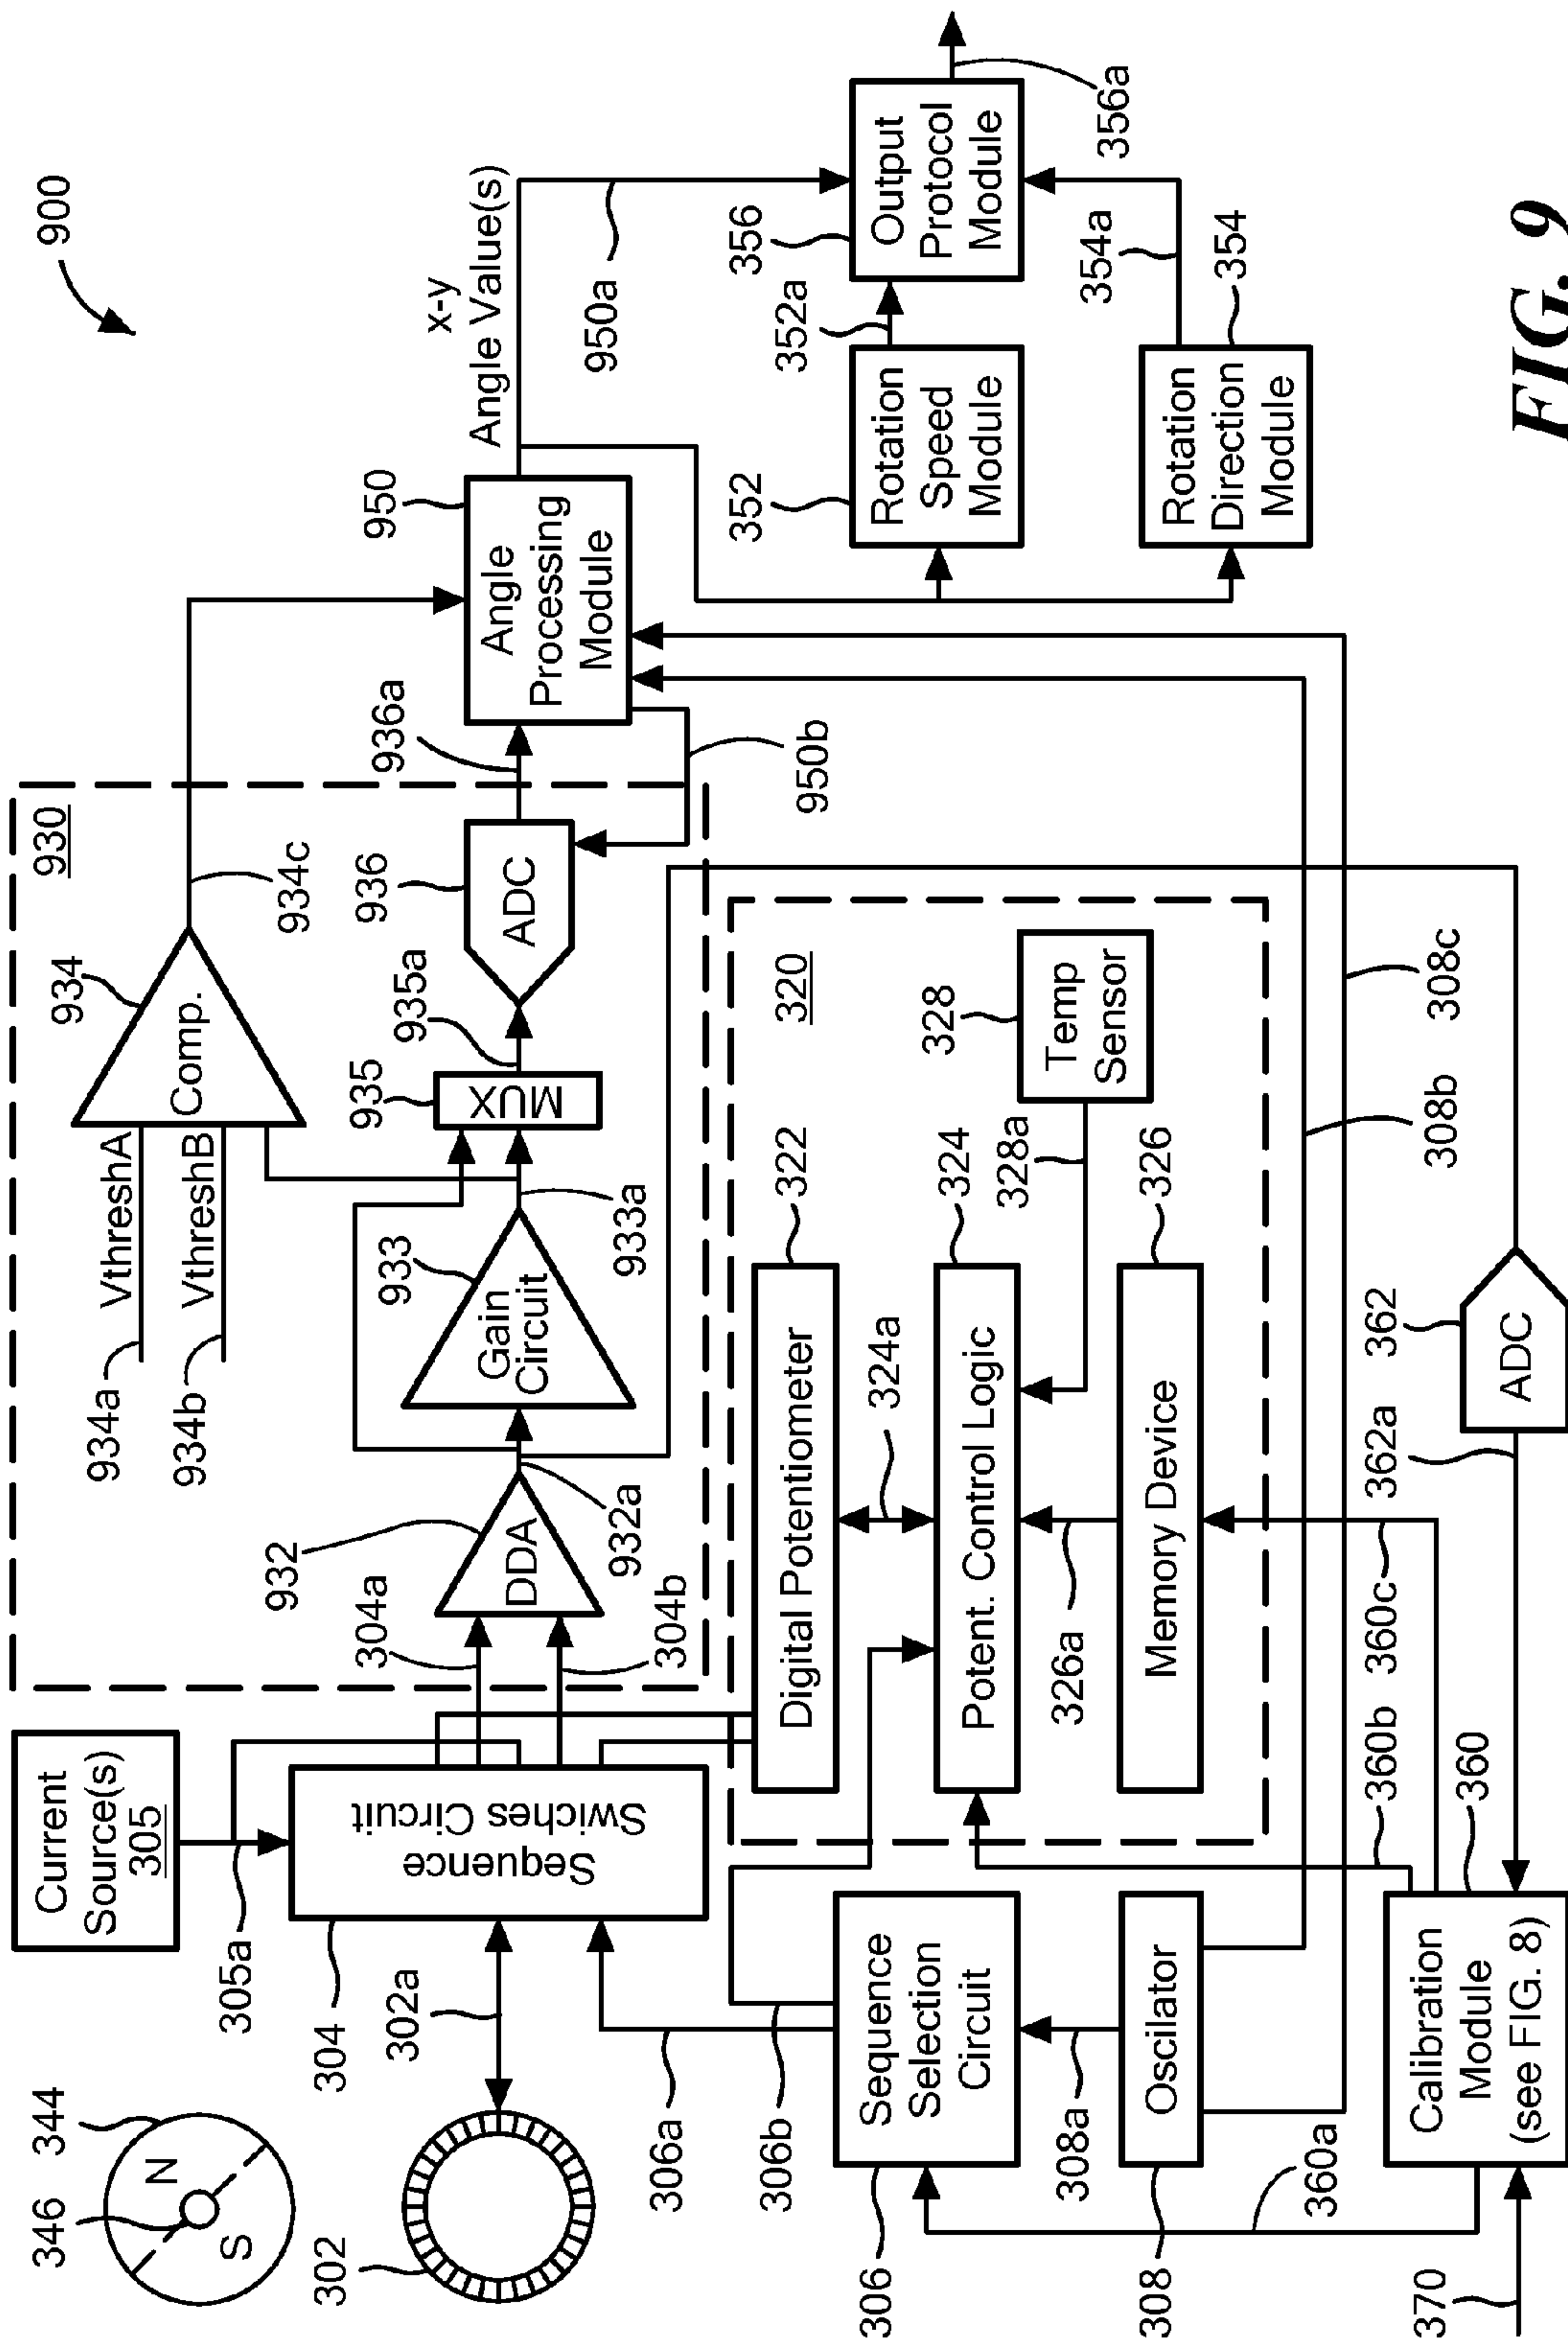 900
344
346
N
S
302
Current
Source(s)
305
305a
304
302a
Sequence
Swiches Circuit
306a
306b
930
934a
VthreshA
934b
VthreshB
934
Comp.
934c
304a
304b
932
DDA
932a
933
Gain
Circuit
933a
935
MUX
935a
936
ADC
936a
950
Angle
Processing
Module
950b
x-y
Angle Value(s)
950a
320
322
Digital Potentiometer
324a
324
Potent. Control Logic
326a
326
Memory Device
328
Temp
Sensor
328a
306
Sequence
Selection
Circuit
308a
308
Oscilator
308b
308c
360a
370
360
Calibration
Module
(see FIG. 8)
360b
360c
362a
362
ADC
352
Rotation
Speed
Module
352a
354
Rotation
Direction
Module
354a
356
Output
Protocol
Module
356a
FIG. 9